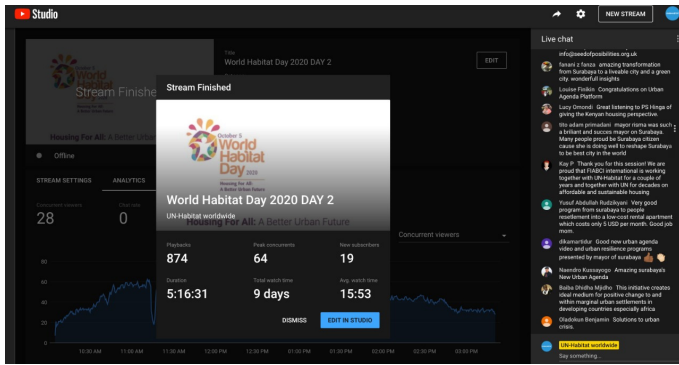 Studio
NEW STREAM
Title
World Habitat Day 2020 DAY 2
EDIT
World
Stream Finishe
Housing For All: A Better Urban
Offline
STREAM SETTINGS
ANALYTICS
Concurrent viewers
28
Chat rate
0
Concurrent viewers
80
60
40
20
0
10:30 AM 11:00 AM 11:30 AM 12:00 PM 12:30 PM 01:00 PM 01:30 PM 02:00 PM 02:30 PM 03:00 PM
Stream Finished
October 5
World
Habitat
Day 2020
Housing For All:
A Better Urban Future
World Habitat Day 2020 DAY 2
UN-Habitat worldwide
Housing For All: A Better Urban Future
Playbacks
874
Peak concurrents
64
New subscribers
19
Duration
5:16:31
Total watch time
9 days
Avg. watch time
15:53
DISMISS
EDIT IN STUDIO
Live chat
info@seedofposibilities.org.uk
fanani z fanza amazing transformation
from Surabaya to a liveable city and a green
city. wonderfull insights
Louise Finikin Congratulations on Urban
Agenda Platform
Lucy Omondi Great listening to PS Hinga of
giving the Kenyan housing perspective.
tito adam primadani mayor risma was such
a brilliant and succes mayor on Surabaya.
Many people proud be Surabaya citizen
cause she is doing well to reshape Surabaya
to be best city in the world
Kay P Thank you for this session! We are
proud that FIABCI international is working
together with UN-Habitat for a couple of
years and together with UN for decades on
affordable and sustainable housing
Yusuf Abdullah Rudzikyani Very good
program from surabaya to people
resettlement into a low-cost rental apartment
which costs only 5 USD per month. Good job
mom.
dikamartidur Good new urban agenda
video and urban resilience programs
presented by mayor of surabaya 👍 👏
Naendro Kussayogo Amazing surabaya's
New Urban Agenda
Baiba Dhidha Mjidho This initiative creates
ideal medium for positive change to and
within marginal urban settlements in
developing countries especially africa
Oladokun Benjamin Solutions to urban
crisis.
UN-Habitat worldwide
Say something...